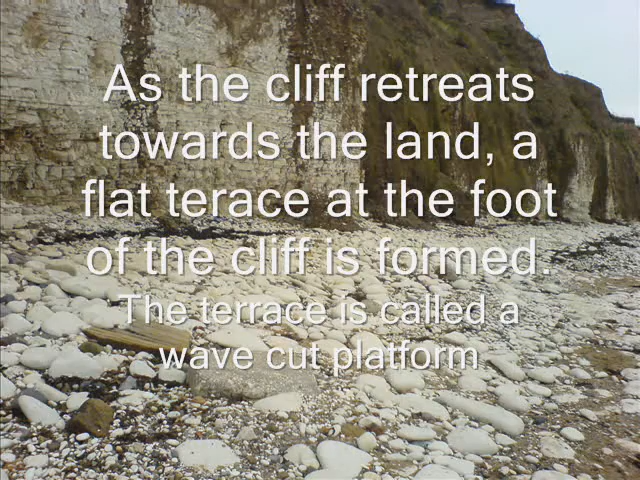 As the cliff retreats
towards the land, a
flat terace at the foot
of the cliff is formed.
The terrace is called a
wave cut platform